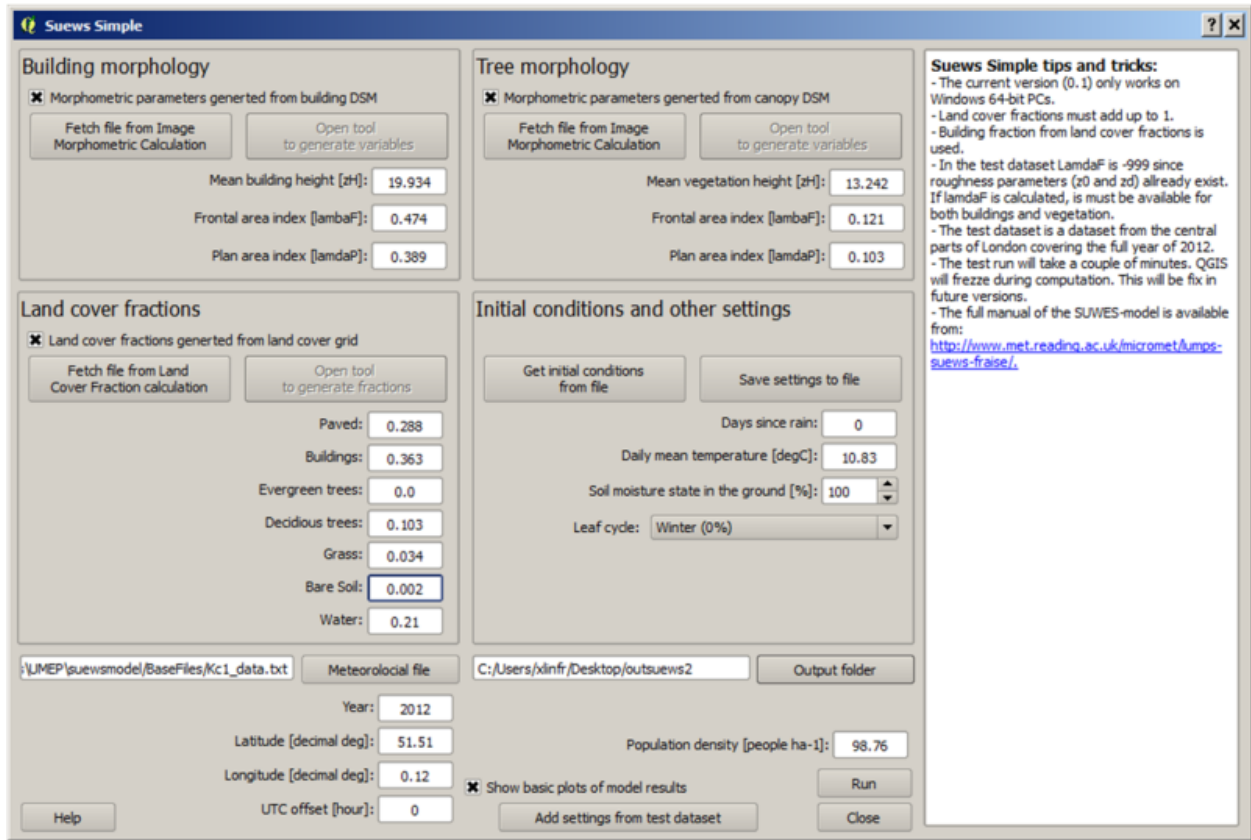 Suews Simple
Building morphology
Morphometric parameters generted from building DSM
Fetch file from Image
Morphometric Calculation
Open tool
to generate variables
Mean building height [zH]: 19.934
Frontal area index [lambaF]: 0.474
Plan area index [lamdaP]: 0.389
Tree morphology
Morphometric parameters generted from canopy DSM
Fetch file from Image
Morphometric Calculation
Open tool
to generate variables
Mean vegetation height [zH]: 13.242
Frontal area index [lambaF]: 0.121
Plan area index [lamdaP]: 0.103
Land cover fractions
Land cover fractions generted from land cover grid
Fetch file from Land
Cover Fraction calculation
Open tool
to generate fractions
Paved: 0.288
Buildings: 0.363
Evergreen trees: 0.0
Decidious trees: 0.103
Grass: 0.034
Bare Soil: 0.002
Water: 0.21
Initial conditions and other settings
Get initial conditions
from file
Save settings to file
Days since rain: 0
Daily mean temperature [degC]: 10.83
Soil moisture state in the ground [%]: 100
Leaf cycle: Winter (0%)
:\UMEP\suewsmodel/BaseFiles/Kc1_data.txt Meteorolocial file
C:/Users/xlinfr/Desktop/outsuews2 Output folder
Year: 2012
Latitude [decimal deg]: 51.51
Longitude [decimal deg]: 0.12
UTC offset [hour]: 0
Help
Population density [people ha-1]: 98.76
Show basic plots of model results
Run
Add settings from test dataset
Close
Suews Simple tips and tricks:
- The current version (0.1) only works on
Windows 64-bit PCs.
- Land cover fractions must add up to 1.
- Building fraction from land cover fractions is
used.
- In the test dataset LamdaF is -999 since
roughness parameters (z0 and zd) allready exist.
If lamdaF is calculated, is must be available for
both buildings and vegetation.
- The test dataset is a dataset from the central
parts of London covering the full year of 2012.
- The test run will take a couple of minutes. QGIS
will frezze during computation. This will be fix in
future versions.
- The full manual of the SUWES-model is available
from:
http://www.met.reading.ac.uk/micromet/lumps-
suews-fraise/.